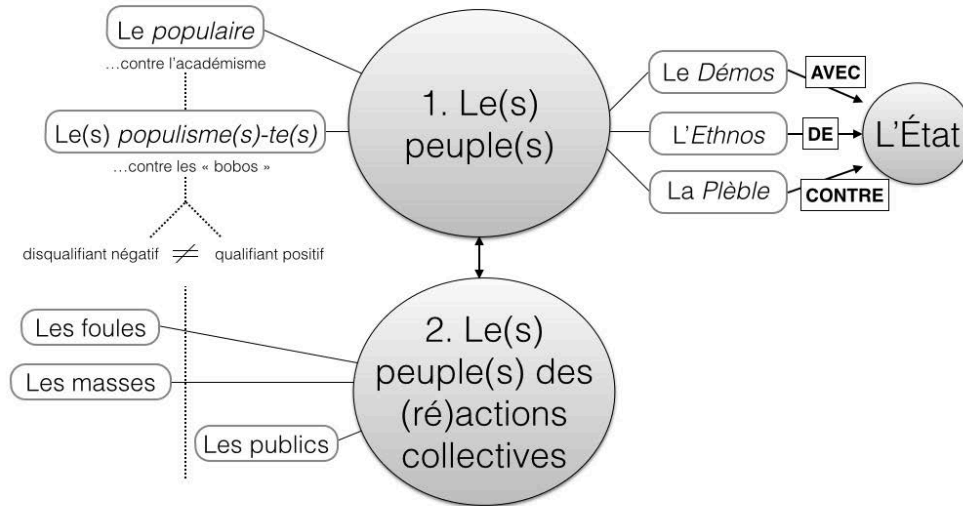 Le populaire
...contre l'académisme
Le(s) populisme(s)-te(s)
...contre les « bobos »
disqualifiant négatif ≠ qualifiant positif
1. Le(s)
peuple(s)
Le Démos
AVEC
L'Ethnos
DE
La Plèble
CONTRE
L'État
Les foules
Les masses
Les publics
2. Le(s)
peuple(s) des
(ré)actions
collectives